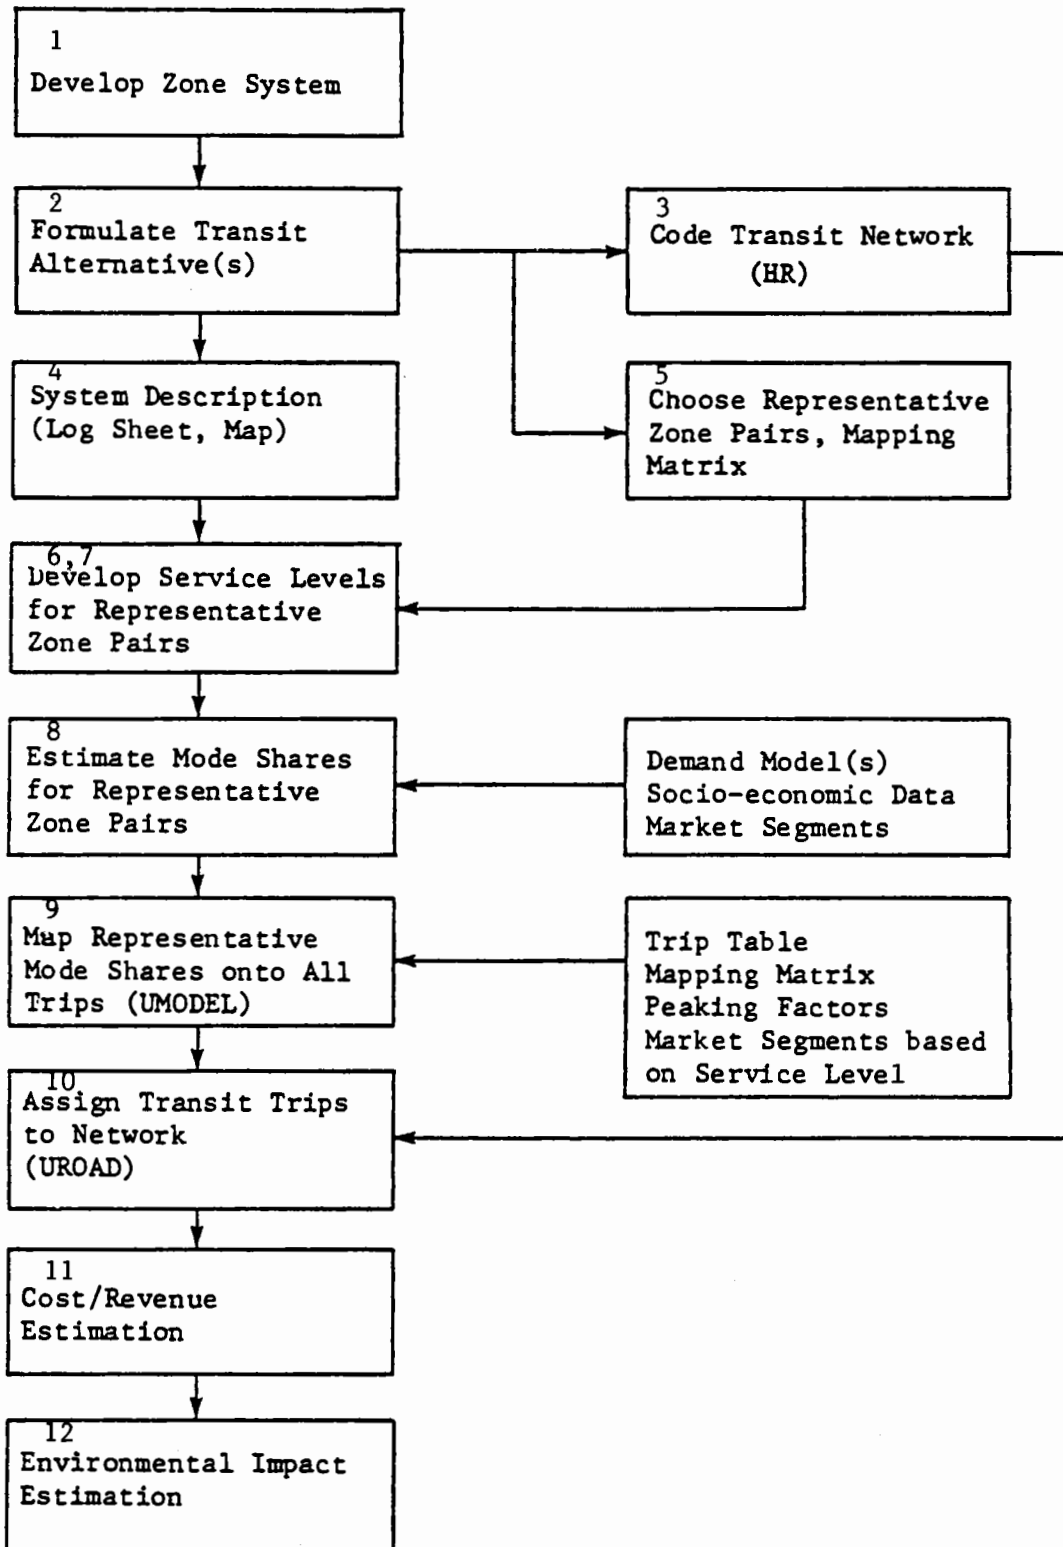 1
Develop Zone System
2
Formulate Transit
Alternative(s)
3
Code Transit Network
(HR)
4
System Description
(Log Sheet, Map)
5
Choose Representative
Zone Pairs, Mapping
Matrix
6,7
Develop Service Levels
for Representative
Zone Pairs
8
Estimate Mode Shares
for Representative
Zone Pairs
Demand Model(s)
Socio-economic Data
Market Segments
9
Map Representative
Mode Shares onto All
Trips (UMODEL)
Trip Table
Mapping Matrix
Peaking Factors
Market Segments based
on Service Level
10
Assign Transit Trips
to Network
(UROAD)
11
Cost/Revenue
Estimation
12
Environmental Impact
Estimation